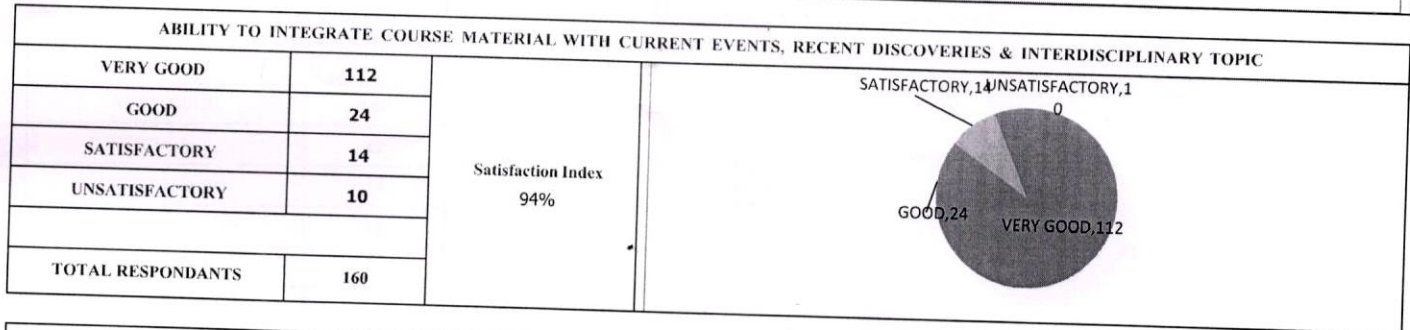 ABILITY TO INTEGRATE COURSE MATERIAL WITH CURRENT EVENTS, RECENT DISCOVERIES & INTERDISCIPLINARY TOPIC
VERY GOOD 112
GOOD 24
SATISFACTORY 14
UNSATISFACTORY 10
TOTAL RESPONDANTS 160
Satisfaction Index
94%
SATISFACTORY,14
UNSATISFACTORY,1
0
GOOD,24
VERY GOOD,112